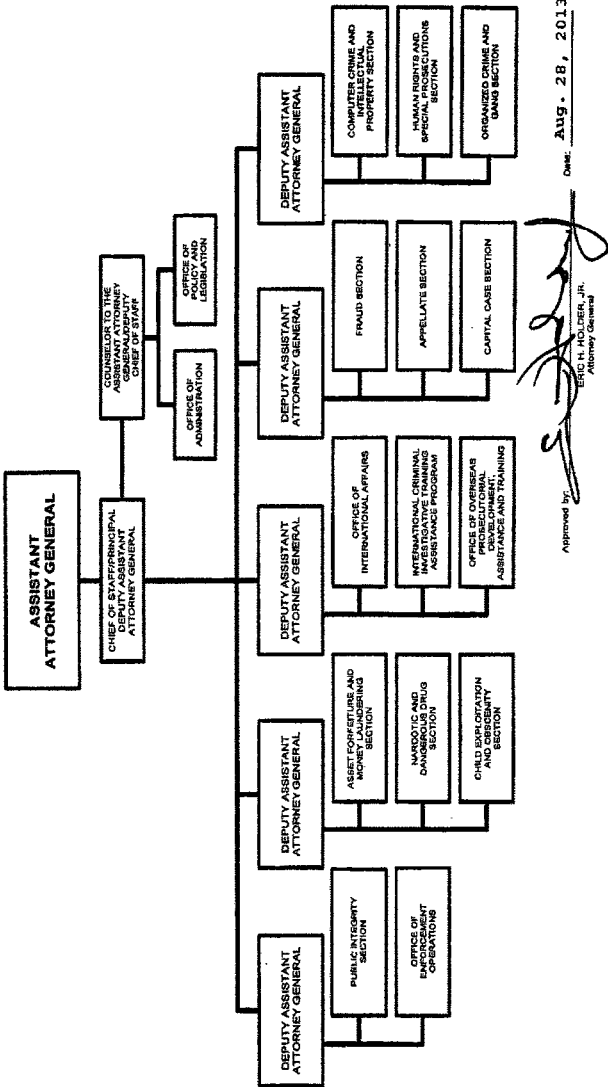 ASSISTANT
ATTORNEY GENERAL
CHIEF OF STAFF/PRINCIPAL
DEPUTY ASSISTANT
ATTORNEY GENERAL
COUNSELOR TO THE
ASSISTANT ATTORNEY
GENERAL/DEPUTY
CHIEF OF STAFF
OFFICE OF
ADMINISTRATION
OFFICE OF
POLICY AND
LEGISLATION
DEPUTY ASSISTANT
ATTORNEY GENERAL
PUBLIC INTEGRITY
SECTION
OFFICE OF
ENFORCEMENT
OPERATIONS
DEPUTY ASSISTANT
ATTORNEY GENERAL
ASSET FORFEITURE AND
MONEY LAUNDERING
SECTION
NARCOTIC AND
DANGEROUS DRUG
SECTION
CHILD EXPLOITATION
AND OBSCENITY
SECTION
DEPUTY ASSISTANT
ATTORNEY GENERAL
OFFICE OF
INTERNATIONAL AFFAIRS
INTERNATIONAL CRIMINAL
INVESTIGATIVE TRAINING
ASSISTANCE PROGRAM
OFFICE OF OVERSEAS
PROSECUTORIAL
DEVELOPMENT,
ASSISTANCE AND TRAINING
DEPUTY ASSISTANT
ATTORNEY GENERAL
FRAUD SECTION
APPELLATE SECTION
CAPITAL CASE SECTION
DEPUTY ASSISTANT
ATTORNEY GENERAL
COMPUTER CRIME AND
INTELLECTUAL
PROPERTY SECTION
HUMAN RIGHTS AND
SPECIAL PROSECUTIONS
SECTION
ORGANIZED CRIME AND
GANG SECTION
Approved by: Date: Aug. 28, 2013
ERIC H. HOLDER, JR.
Attorney General